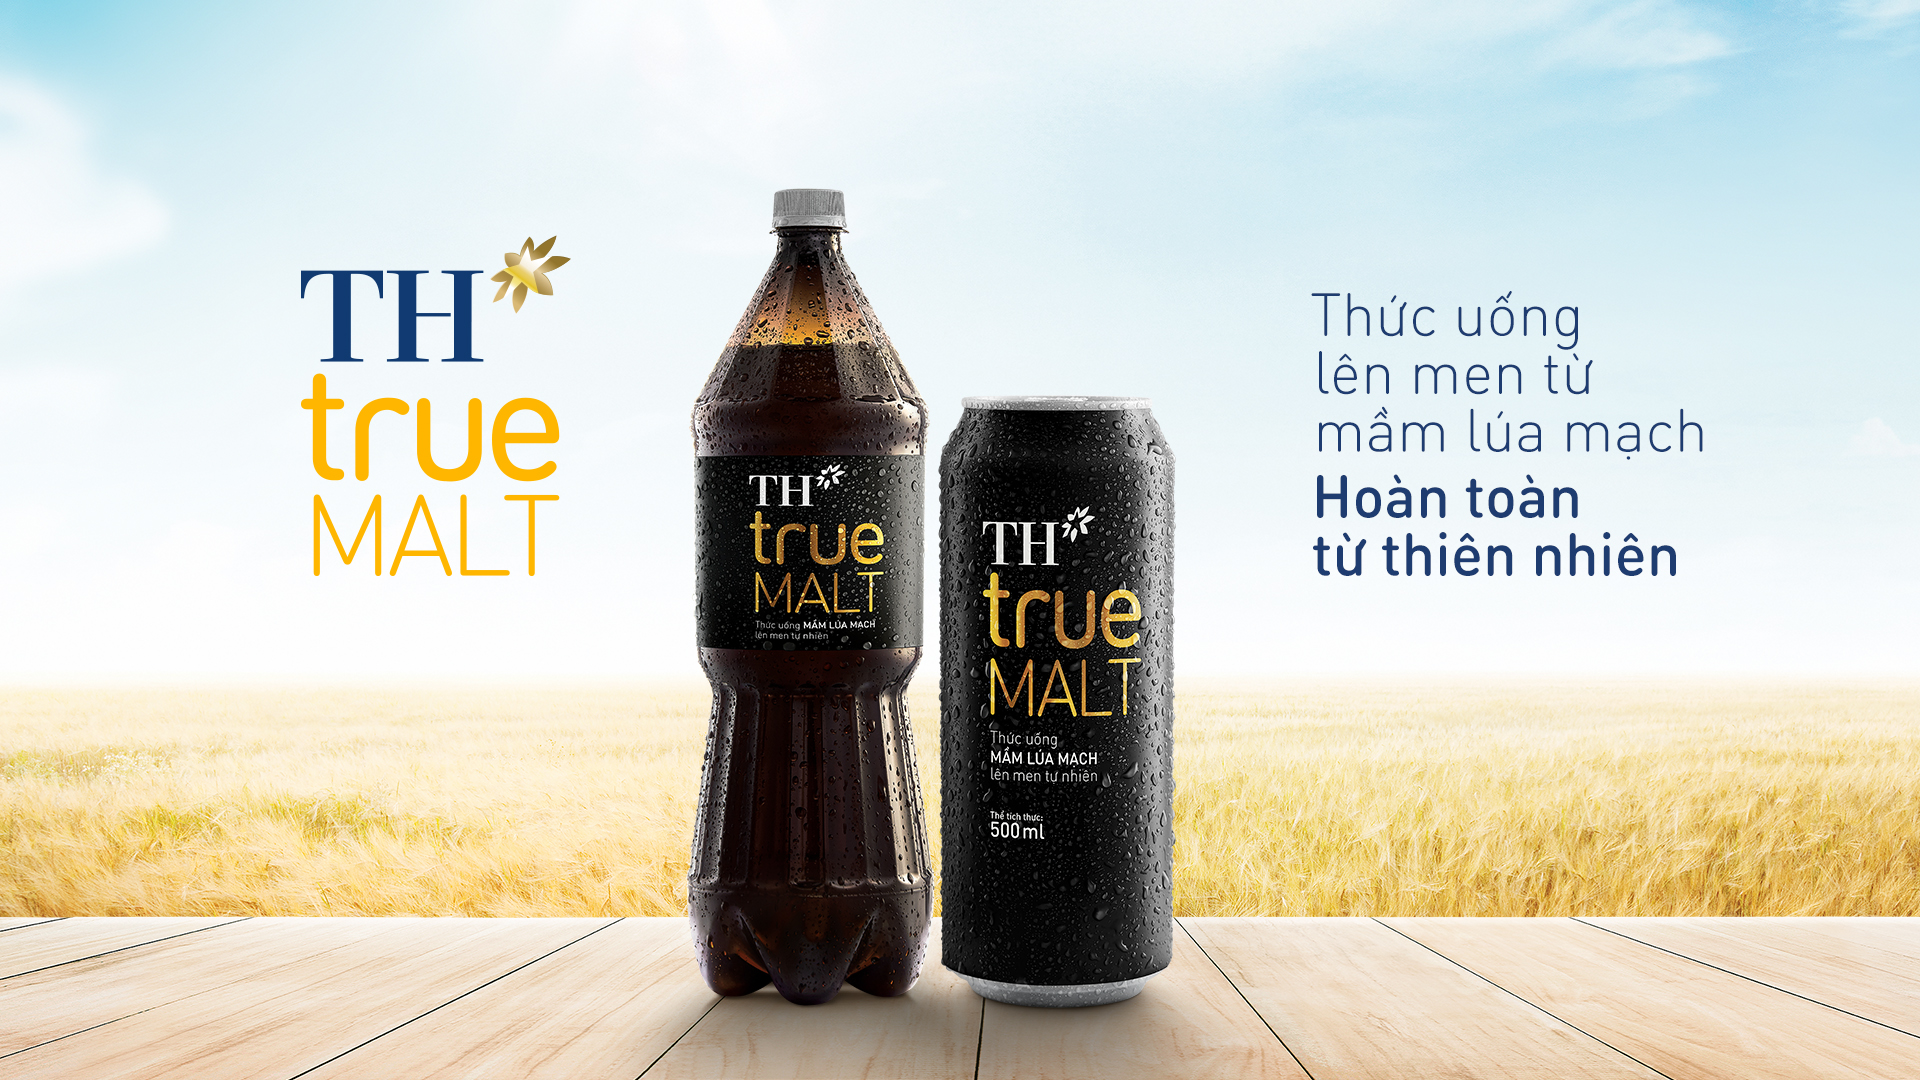 TH
true
MALT
TH
true
MALT
Thức uống MẦM LÚA MẠCH
lên men tự nhiên
TH
true
MALT
Thức uống
MẦM LÚA MẠCH
lên men tự nhiên
Thể tích thực:
500 ml
Thức uống
lên men từ
mầm lúa mạch
Hoàn toàn
từ thiên nhiên